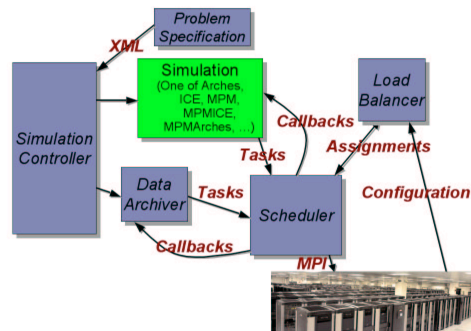 Problem
Specification
XML
Simulation
(One of Arches,
ICE, MPM,
MPMICE,
MPMArches, ...)
Load
Balancer
Simulation
Controller
Callbacks
Tasks
Assignments
Data
Archiver
Tasks
Scheduler
Configuration
Callbacks
MPI